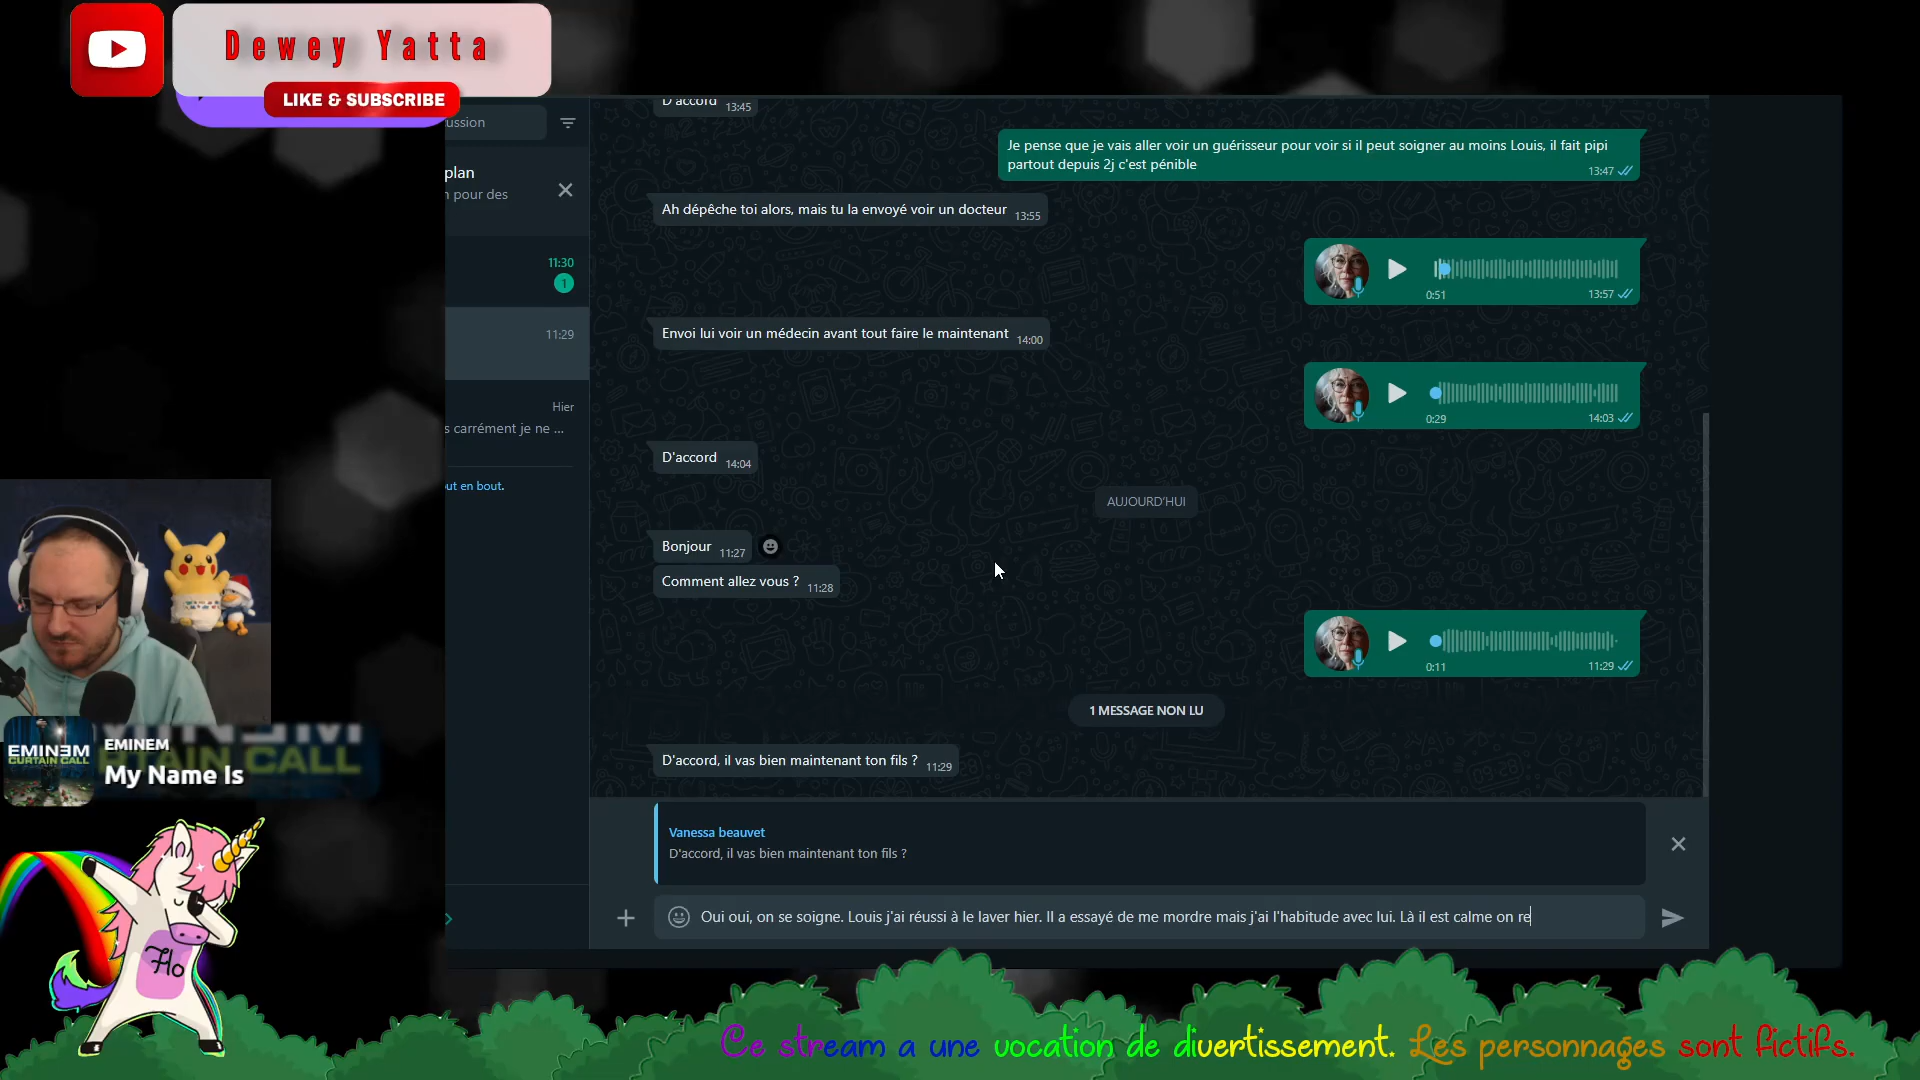 Dewey Yatta
LIKE & SUBSCRIBE
ussion
plan
n pour des
11:30
1
11:29
Hier
s carrément je ne ...
ut en bout.
D'accord 13:45
Je pense que je vais aller voir un guérisseur pour voir si il peut soigner au moins Louis, il fait pipi
partout depuis 2j c'est pénible
13:47
Ah dépêche toi alors, mais tu la envoyé voir un docteur 13:55
0:51 13:57
Envoi lui voir un médecin avant tout faire le maintenant 14:00
0:29 14:03
D'accord 14:04
AUJOURD'HUI
Bonjour 11:27
Comment allez vous ? 11:28
0:11 11:29
1 MESSAGE NON LU
D'accord, il vas bien maintenant ton fils ? 11:29
Vanessa beauvet
D'accord, il vas bien maintenant ton fils ?
Oui oui, on se soigne. Louis j'ai réussi à le laver hier. Il a essayé de me mordre mais j'ai l'habitude avec lui. Là il est calme on re
EMINEM
CURTAIN CALL
EMINEM
My Name Is
flo
Ce stream a une vocation de divertissement. Les personnages sont fictifs.